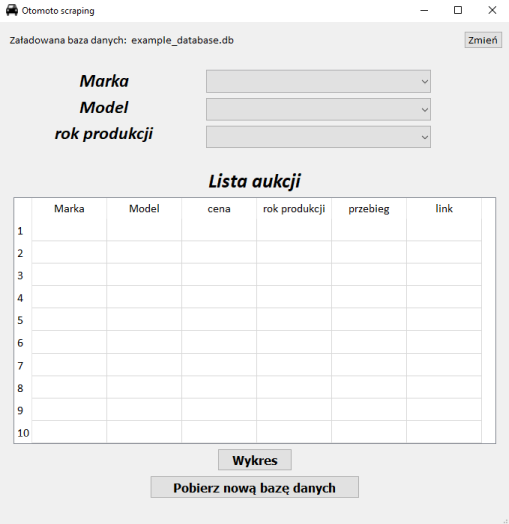 Otomoto scraping
Załadowana baza danych: example_database.db
Zmień
Marka
Model
rok produkcji
Lista aukcji
Marka Model cena rok produkcji przebieg link
1
2
3
4
5
6
7
8
9
10
Wykres
Pobierz nową bazę danych